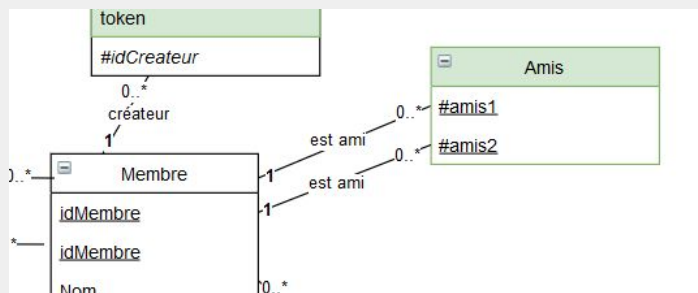 token
#idCreateur
0..*
créateur
1
Amis
#amis1
#amis2
0..*
est ami
1
0..*
est ami
1
0..*
Membre
idMembre
idMembre
Nom
0..*